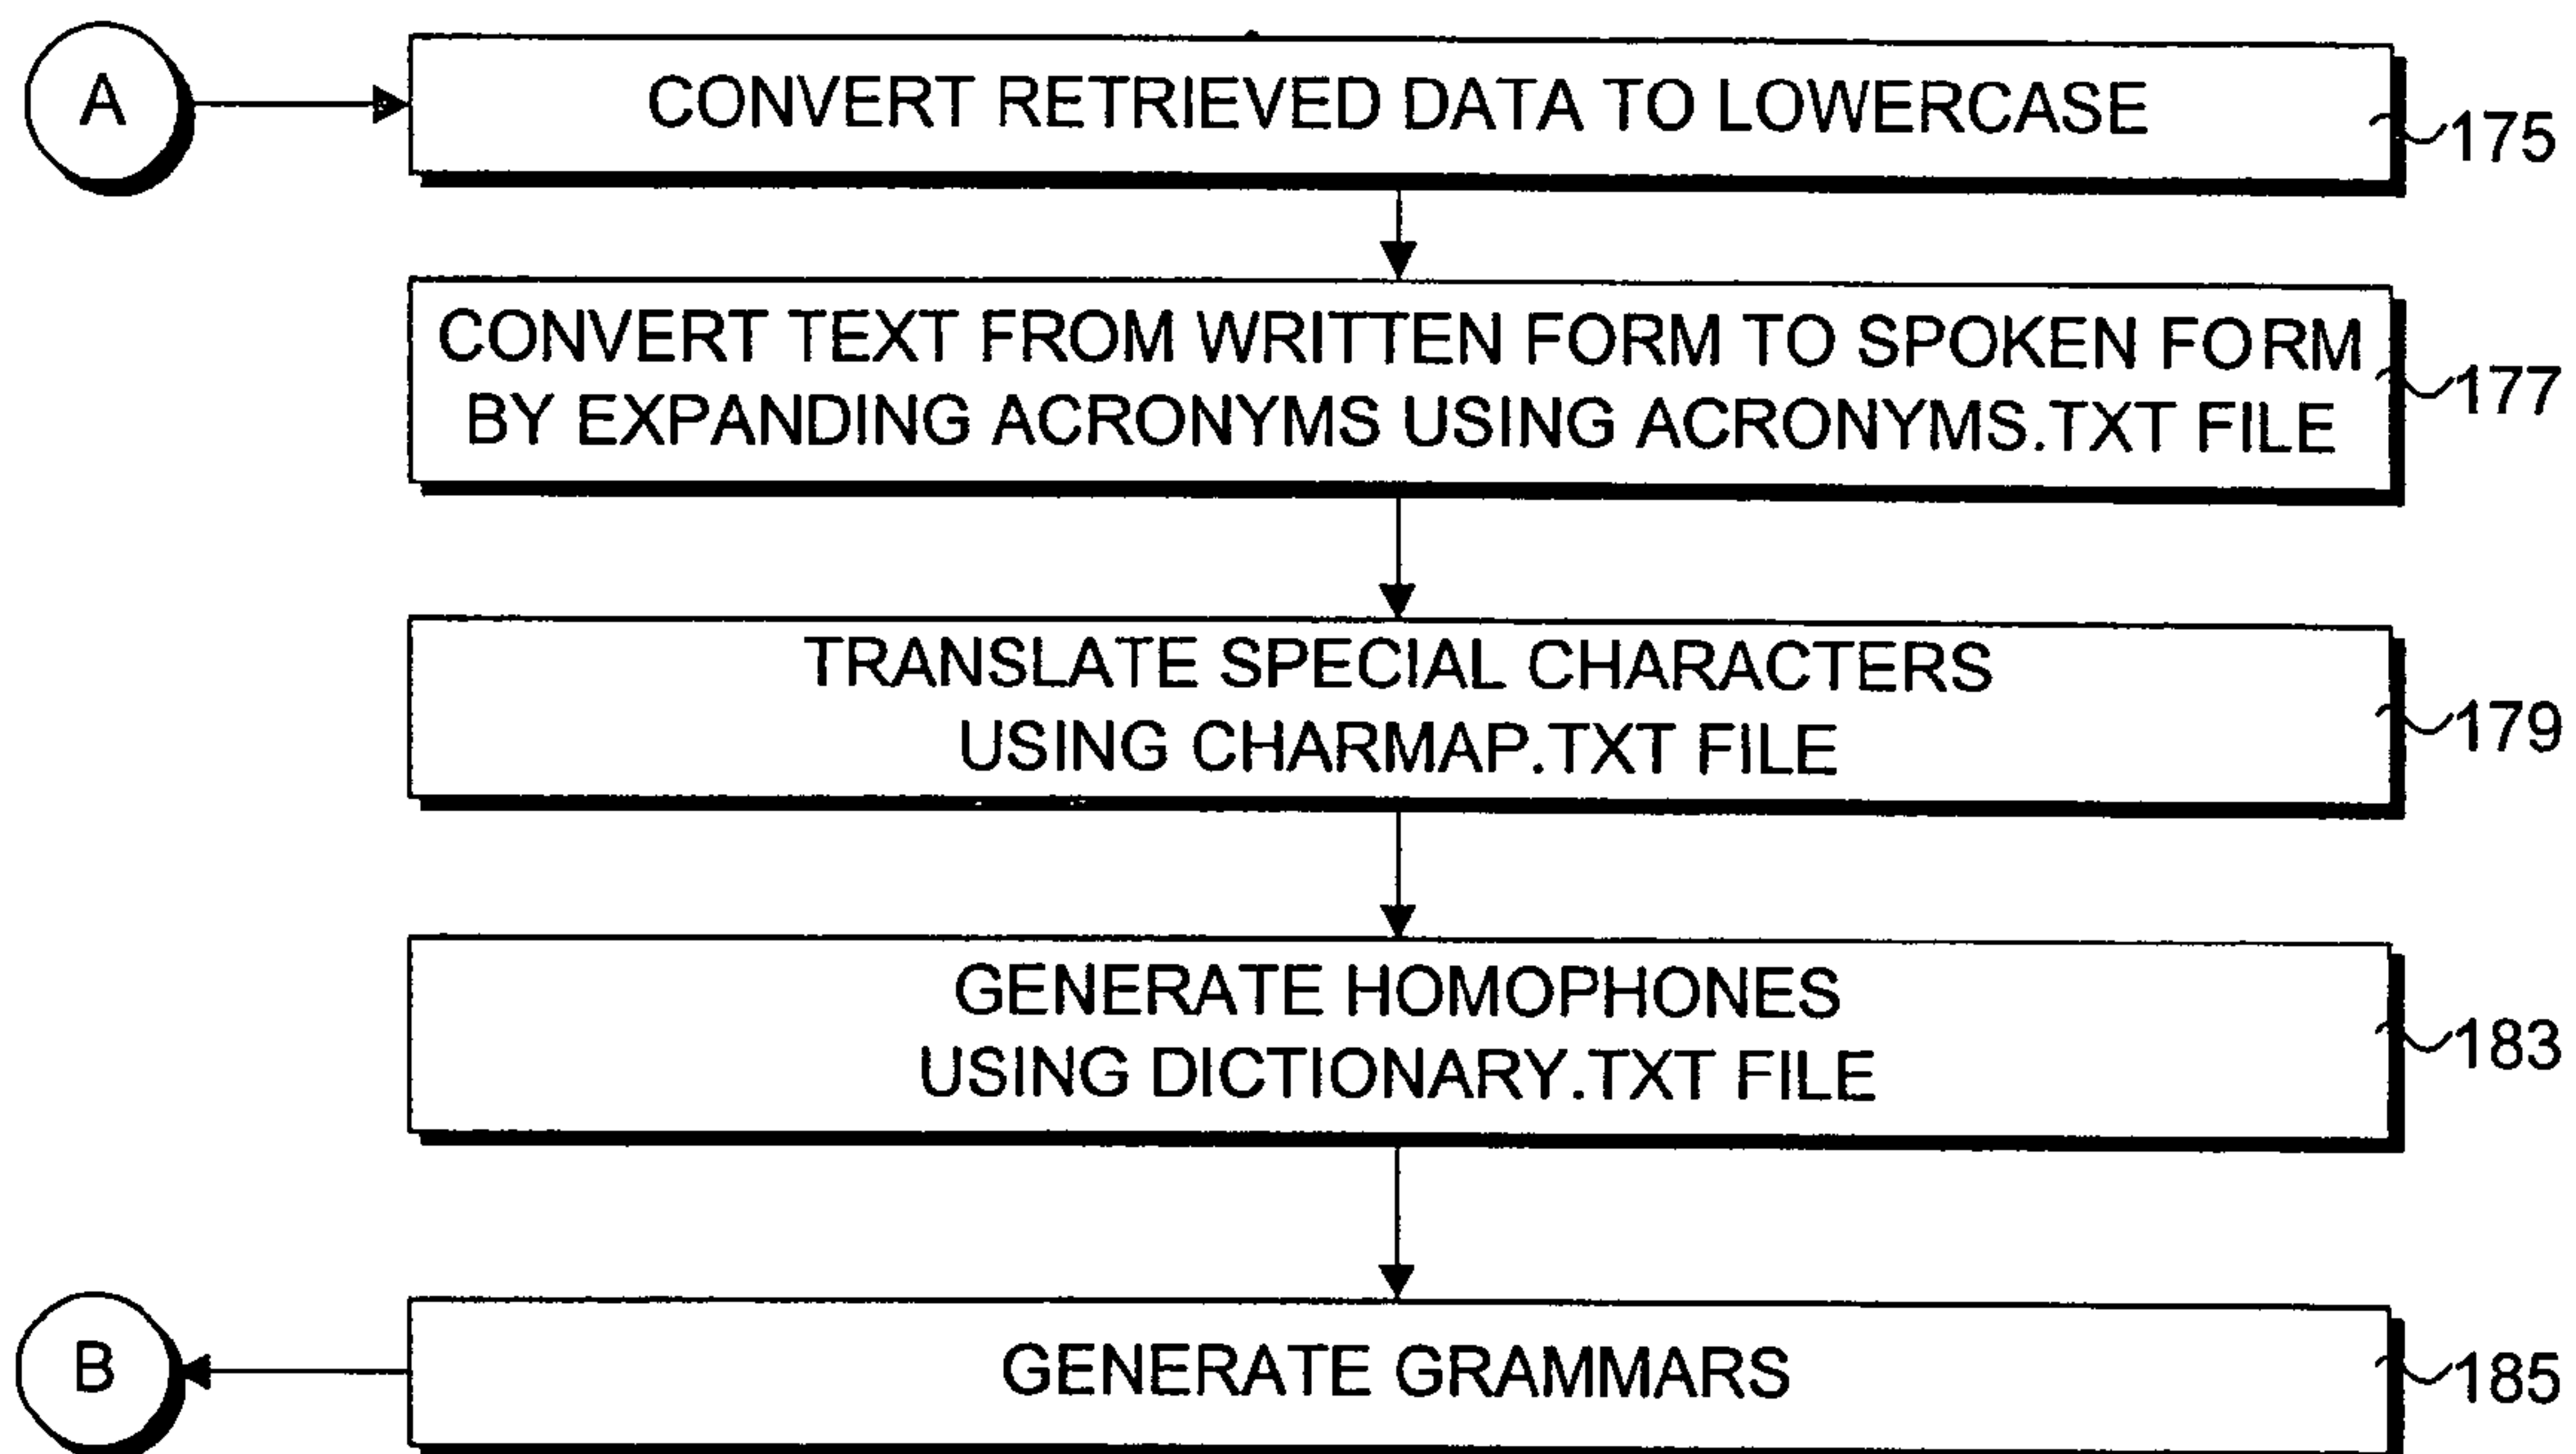 A
CONVERT RETRIEVED DATA TO LOWERCASE
175
CONVERT TEXT FROM WRITTEN FORM TO SPOKEN FORM
BY EXPANDING ACRONYMS USING ACRONYMS.TXT FILE
177
TRANSLATE SPECIAL CHARACTERS
USING CHARMAP.TXT FILE
179
GENERATE HOMOPHONES
USING DICTIONARY.TXT FILE
183
B
GENERATE GRAMMARS
185